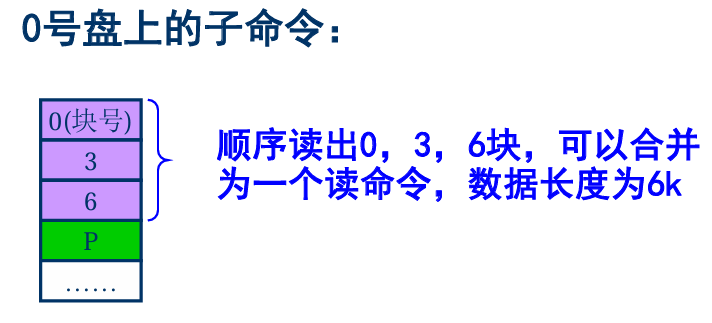 0号盘上的子命令：
0(块号)
3
6
P
……
顺序读出0，3，6块，可以合并
为一个读命令，数据长度为6k